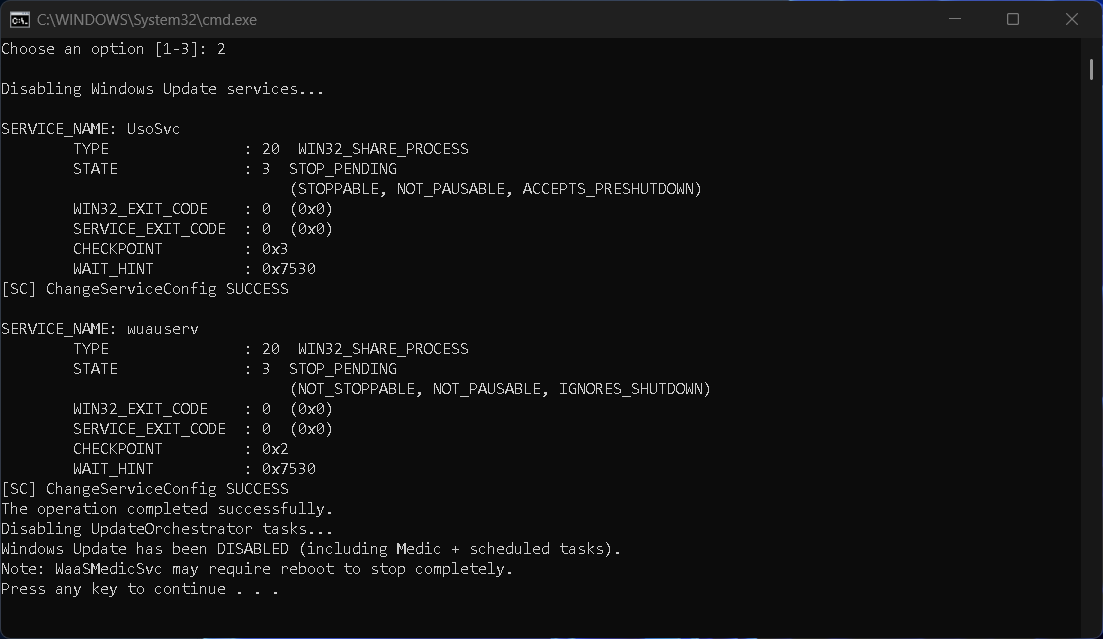 C:\WINDOWS\System32\cmd.exe
Choose an option [1-3]: 2
Disabling Windows Update services...
SERVICE_NAME: UsoSvc
        TYPE               : 20  WIN32_SHARE_PROCESS
        STATE              : 3  STOP_PENDING
                                (STOPPABLE, NOT_PAUSABLE, ACCEPTS_PRESHUTDOWN)
        WIN32_EXIT_CODE    : 0  (0x0)
        SERVICE_EXIT_CODE  : 0  (0x0)
        CHECKPOINT         : 0x3
        WAIT_HINT          : 0x7530
[SC] ChangeServiceConfig SUCCESS
SERVICE_NAME: wuauserv
        TYPE               : 20  WIN32_SHARE_PROCESS
        STATE              : 3  STOP_PENDING
                                (NOT_STOPPABLE, NOT_PAUSABLE, IGNORES_SHUTDOWN)
        WIN32_EXIT_CODE    : 0  (0x0)
        SERVICE_EXIT_CODE  : 0  (0x0)
        CHECKPOINT         : 0x2
        WAIT_HINT          : 0x7530
[SC] ChangeServiceConfig SUCCESS
The operation completed successfully.
Disabling UpdateOrchestrator tasks...
Windows Update has been DISABLED (including Medic + scheduled tasks).
Note: WaaSMedicSvc may require reboot to stop completely.
Press any key to continue . . .